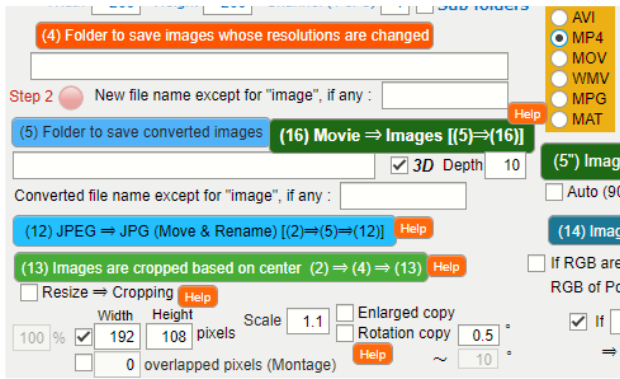 AVI
(4) Folder to save images whose resolutions are changed
MP4
MOV
WMV
Step 2 New file name except for "image", if any :
MPG
Help
MAT
(5) Folder to save converted images
(16) Movie ⇒ Images [(5)⇒(16)]
3D Depth 10
(5") Imag
Converted file name except for "image", if any :
Auto (90
(12) JPEG ⇒ JPG (Move & Rename) [(2)⇒(5)⇒(12)] Help
(14) Imag
(13) Images are cropped based on center (2) ⇒ (4) ⇒ (13) Help
If RGB are
Resize ⇒ Cropping Help
RGB of Po
Width Height
Enlarged copy
100 % 192 108 pixels
Scale 1.1
Rotation copy 0.5 °
If
0 overlapped pixels (Montage)
Help
~ 10 °
⇒